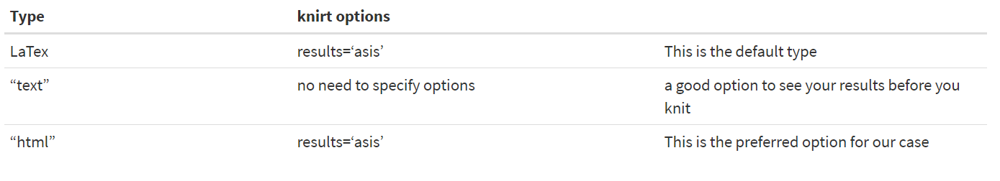 Type knirt options
LaTex results=‘asis’ This is the default type
“text” no need to specify options a good option to see your results before you
knit
“html” results=‘asis’ This is the preferred option for our case